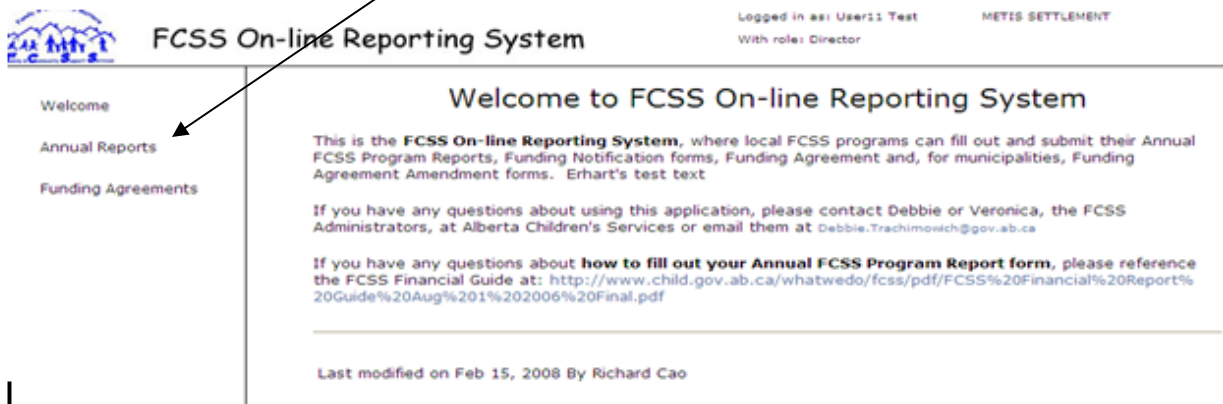 Logged in as: User11 Test METIS SETTLEMENT
FCSS On-line Reporting System
With role: Director
Welcome
Annual Reports
Funding Agreements
Welcome to FCSS On-line Reporting System
This is the FCSS On-line Reporting System, where local FCSS programs can fill out and submit their Annual
FCSS Program Reports, Funding Notification forms, Funding Agreement and, for municipalities, Funding
Agreement Amendment forms. Erhart's test text
If you have any questions about using this application, please contact Debbie or Veronica, the FCSS
Administrators, at Alberta Children's Services or email them at Debbie.Trachimowich@gov.ab.ca
If you have any questions about how to fill out your Annual FCSS Program Report form, please reference
the FCSS Financial Guide at: http://www.child.gov.ab.ca/whatwedo/fcss/pdf/FCSS%20Financial%20Report%
20Guide%20Aug%201%202006%20Final.pdf
Last modified on Feb 15, 2008 By Richard Cao